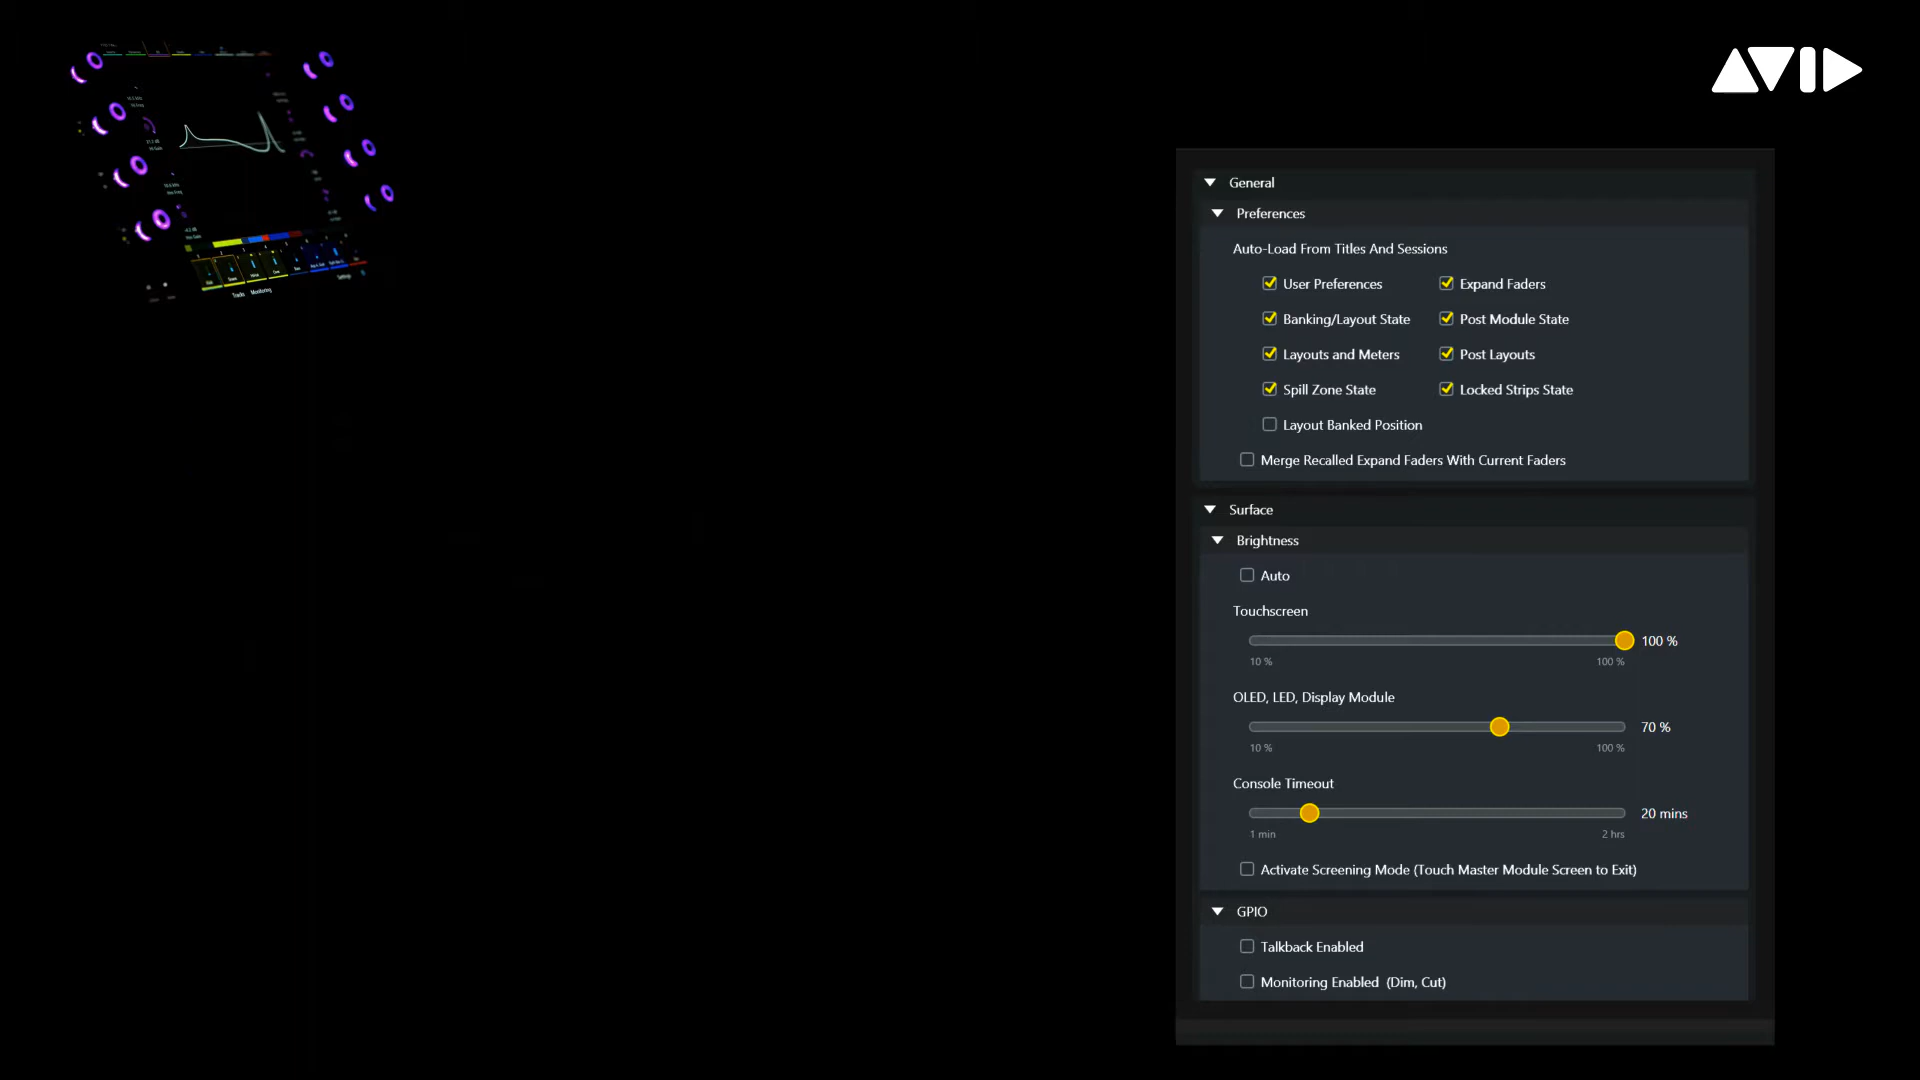 AVID
General
Preferences
Auto-Load From Titles And Sessions
User Preferences
Expand Faders
Banking/Layout State
Post Module State
Layouts and Meters
Post Layouts
Spill Zone State
Locked Strips State
Layout Banked Position
Merge Recalled Expand Faders With Current Faders
Surface
Brightness
Auto
Touchscreen
100 %
10 %
100 %
OLED, LED, Display Module
70 %
10 %
100 %
Console Timeout
20 mins
1 min
2 hrs
Activate Screening Mode (Touch Master Module Screen to Exit)
GPIO
Talkback Enabled
Monitoring Enabled (Dim, Cut)
Tracks Monitoring
Settings